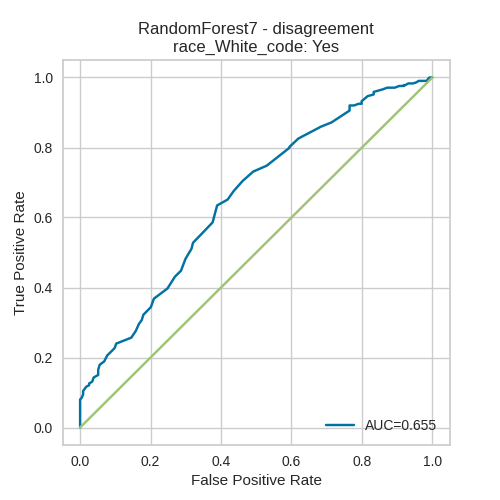 RandomForest7 - disagreement
race_White_code: Yes
1.0
0.8
0.6
0.4
0.2
0.0
True Positive Rate
AUC=0.655
0.0 0.2 0.4 0.6 0.8 1.0
False Positive Rate